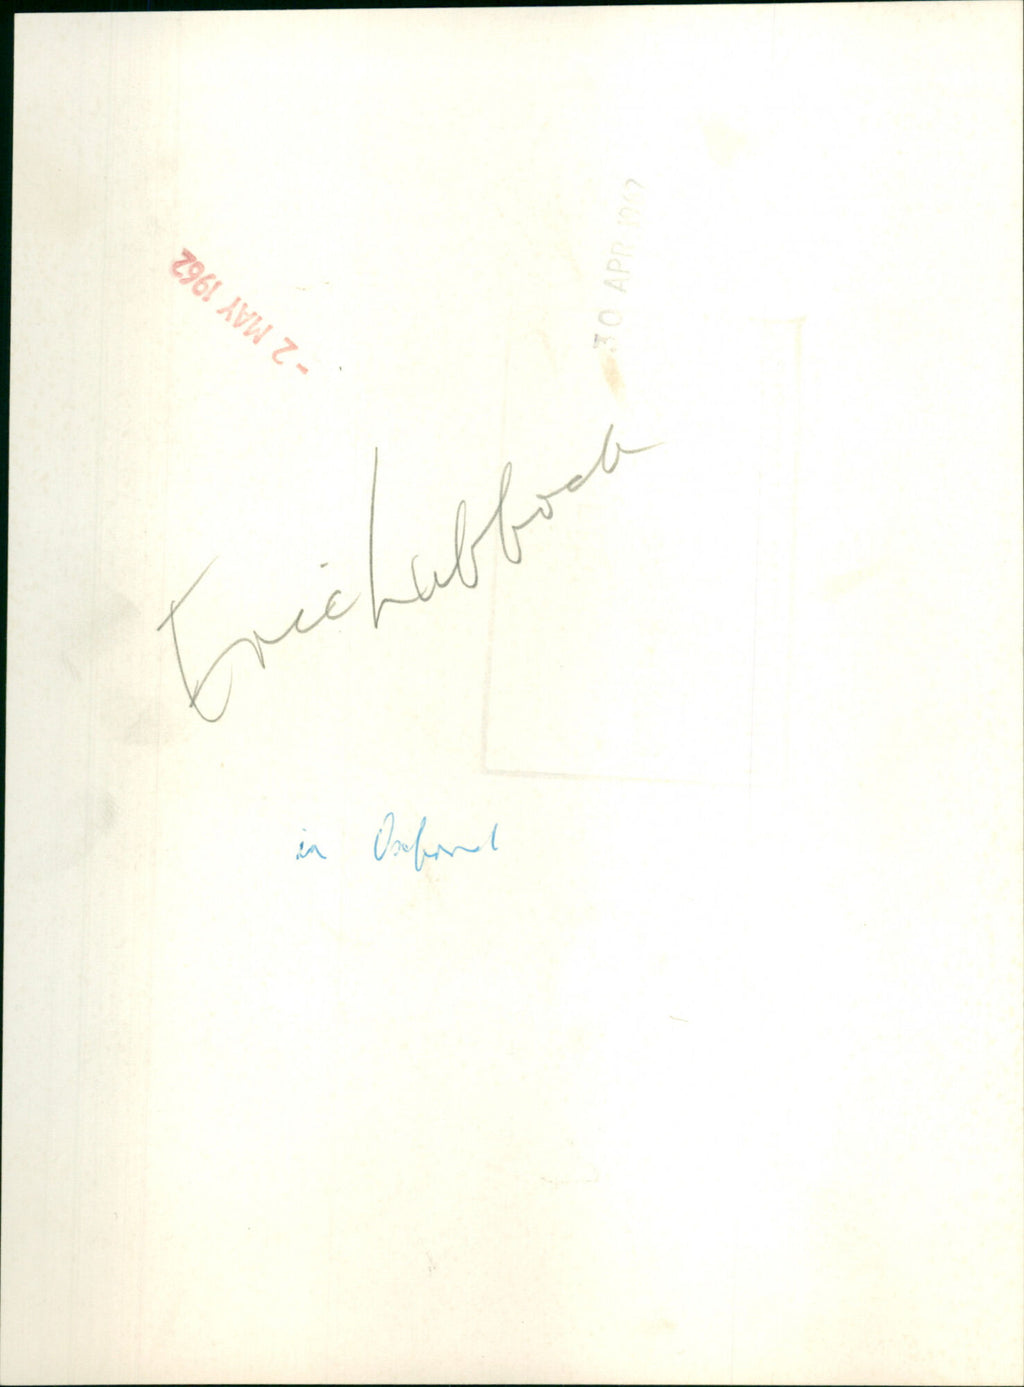 30 APR 1962
- 2 MAY 1962
Eric Lubbock
in Oxford